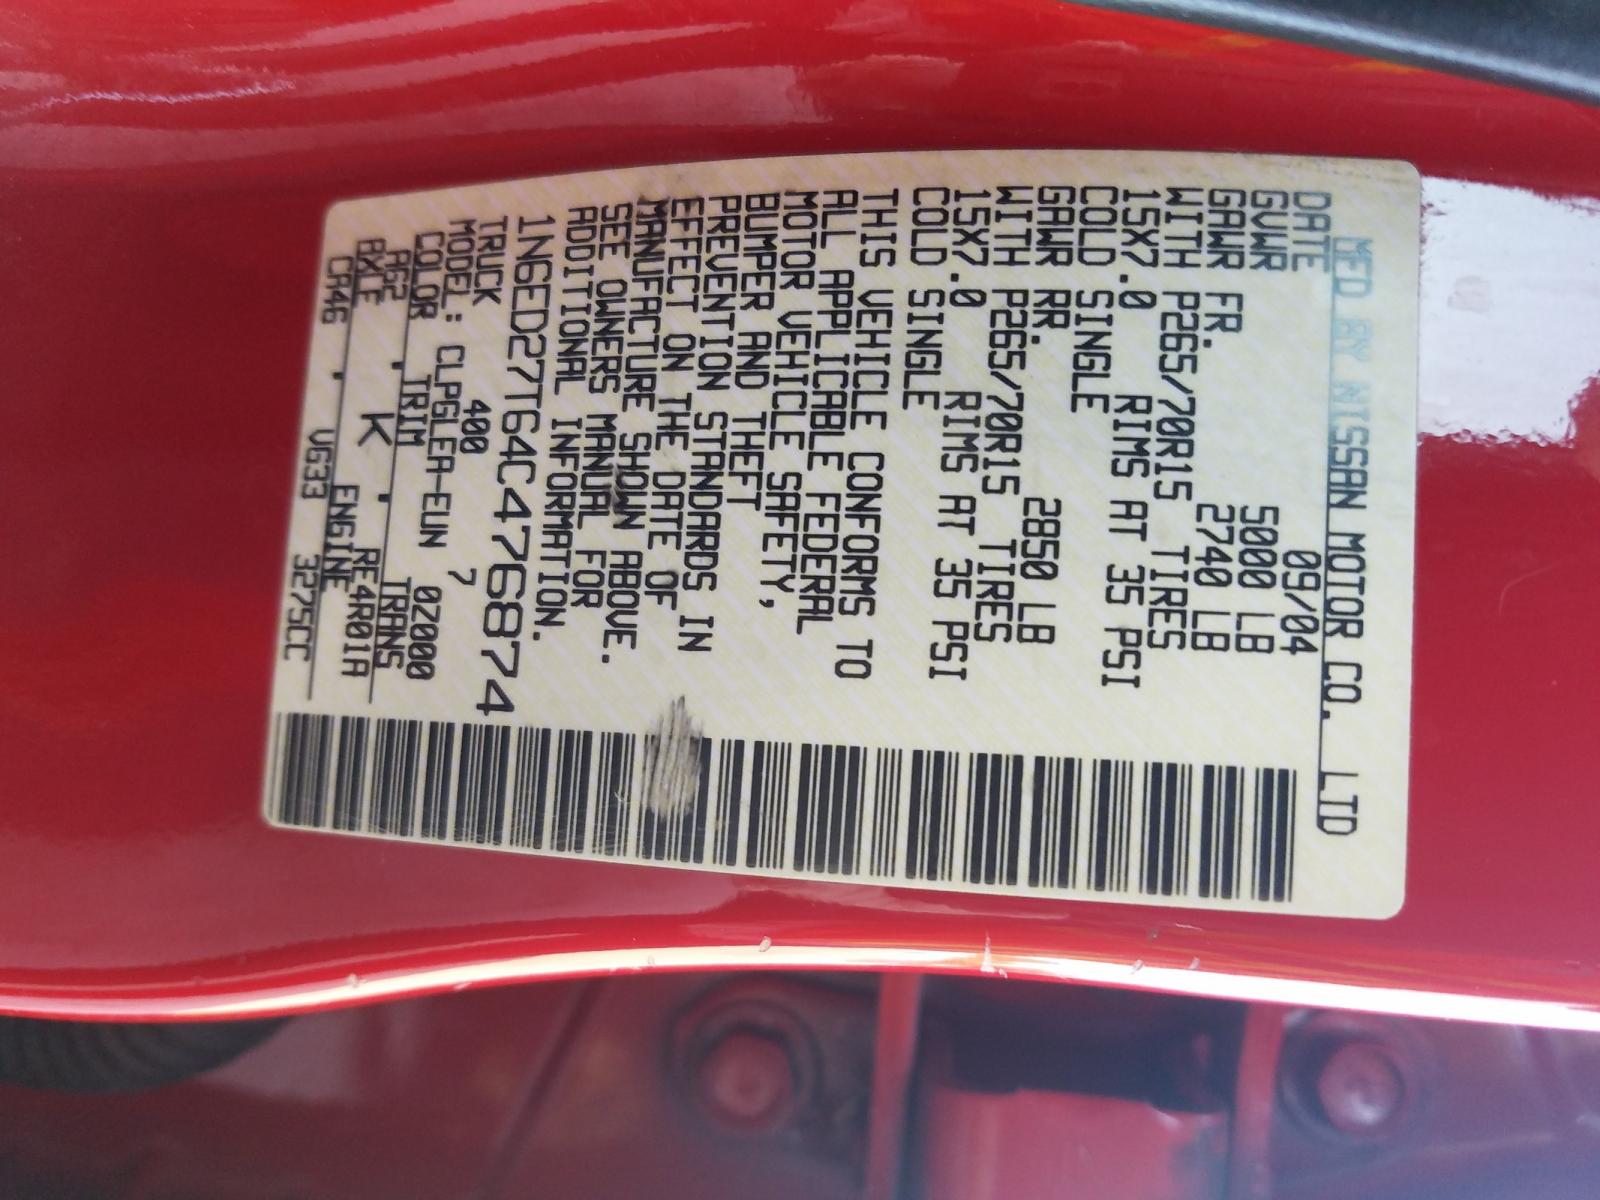 MFD BY NISSAN MOTOR CO. LTD
DATE 09/04
GVWR 5000 LB
GAWR FR. 2740 LB
WITH P265/70R15 TIRES
15X7.0 RIMS AT 35 PSI
COLD SINGLE
GAWR RR. 2850 LB
WITH P265/70R15 TIRES
15X7.0 RIMS AT 35 PSI
COLD SINGLE
THIS VEHICLE CONFORMS TO
ALL APPLICABLE FEDERAL
MOTOR VEHICLE SAFETY,
BUMPER AND THEFT
PREVENTION STANDARDS IN
EFFECT ON THE DATE OF
MANUFACTURE SHOWN ABOVE.
SEE OWNERS MANUAL FOR
ADDITIONAL INFORMATION.
1N6ED27T64C476874
TRUCK 400 7
MODEL: CLPGLEA-EUN 0Z000
COLOR TRIM TRANS
A62 . K . RE4R01A
AXLE ENGINE
CA46 . VG33 3275CC